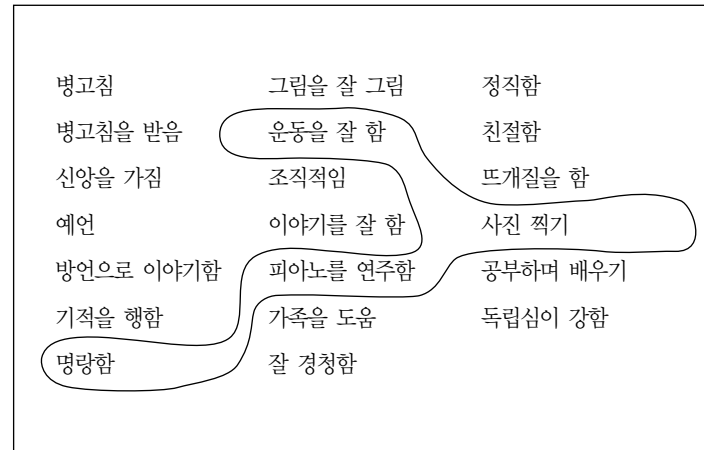 병고침 그림을 잘 그림 정직함
병고침을 받음 운동을 잘 함 친절함
신앙을 가짐 조직적임 뜨개질을 함
예언 이야기를 잘 함 사진 찍기
방언으로 이야기함 피아노를 연주함 공부하며 배우기
기적을 행함 가족을 도움 독립심이 강함
명랑함 잘 경청함